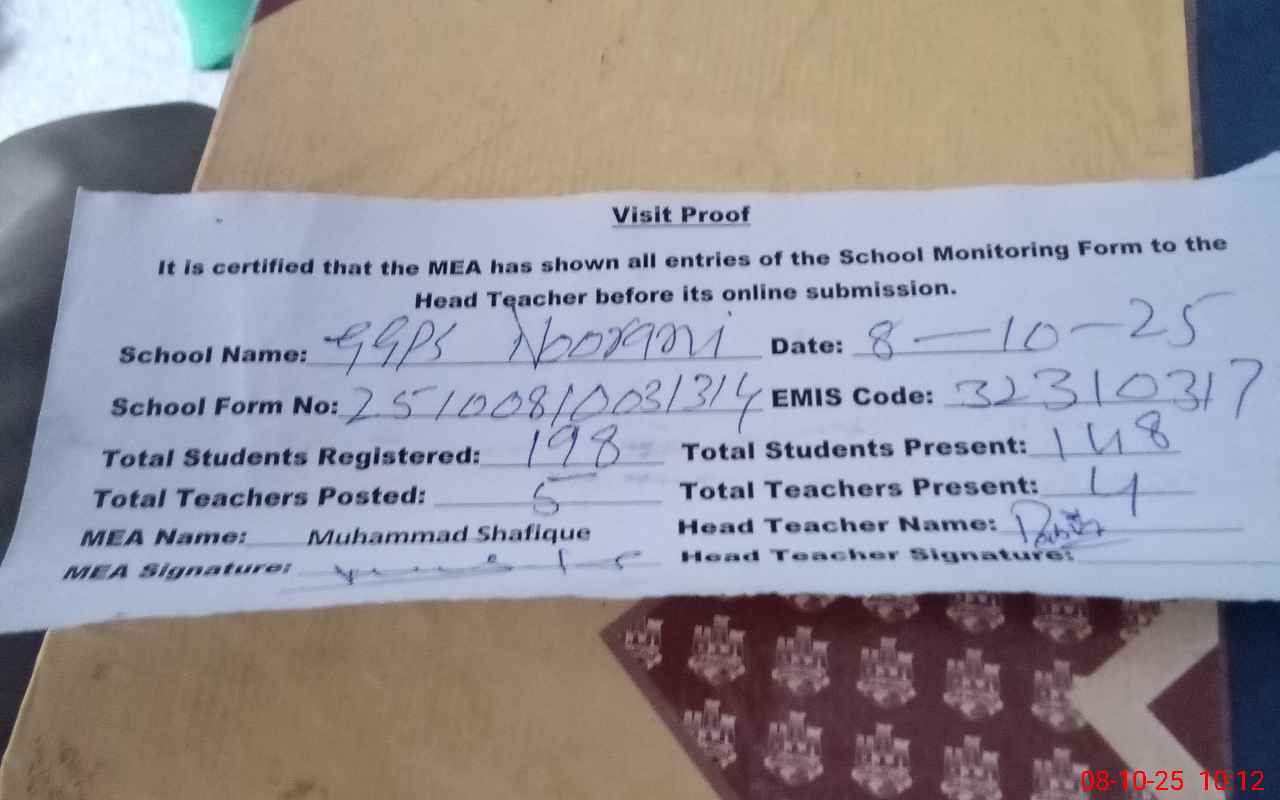 Visit Proof
It is certified that the MEA has shown all entries of the School Monitoring Form to the
Head Teacher before its online submission.
School Name: GGPS Noorani Date: 8-10-25
School Form No: 25100810031314 EMIS Code: 32310317
Total Students Registered: 198 Total Students Present: 148
Total Teachers Posted: 5 Total Teachers Present: 4
MEA Name: Muhammad Shafique Head Teacher Name:
MEA Signature: Head Teacher Signature:
08-10-25 10:12